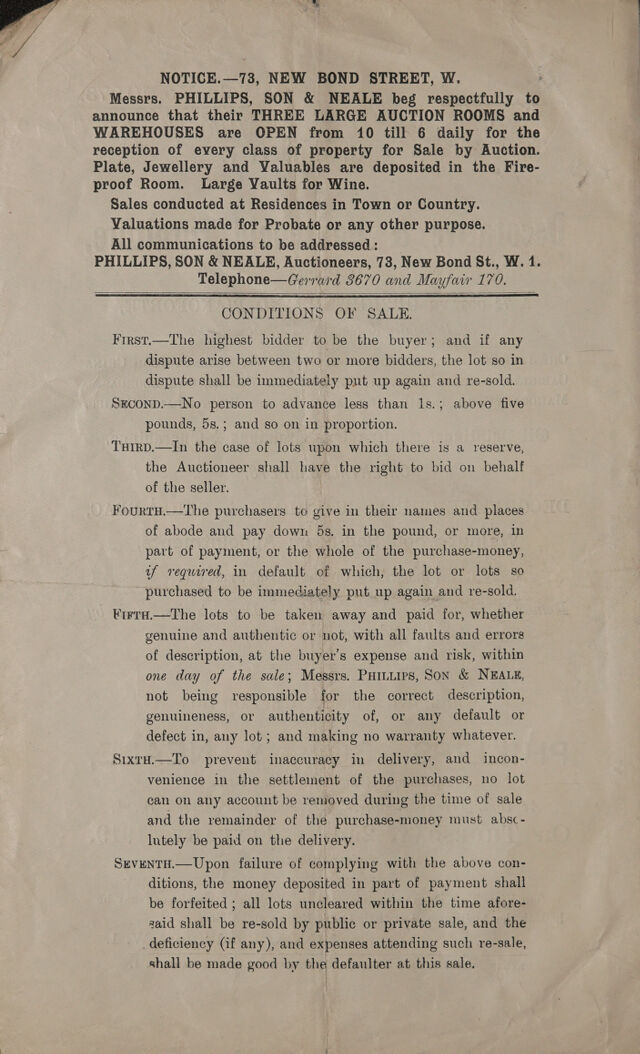 NOTICE.—73, NEW BOND STREET, W.
Messrs. PHILLIPS, SON & NEALE beg respectfully to
announce that their THREE LARGE AUCTION ROOMS and
WAREHOUSES are OPEN from 10 till 6 daily for the
reception of every class of property for Sale by Auction.
Plate, Jewellery and Valuables are deposited in the Fire-
proof Room. Large Vaults for Wine.
Sales conducted at Residences in Town or Country.
Valuations made for Probate or any other purpose.
All communications to be addressed:
PHILLIPS, SON & NEALE, Auctioneers, 73, New Bond St., W. 1.
Telephone—Gerrard 3670 and Mayfair 170.
CONDITIONS OF SALE.
FIRST.—The highest bidder to be the buyer; and if any
dispute arise between two or more bidders, the lot so in
dispute shall be immediately put up again and re-sold.
SECOND.—No person to advance less than 1s.; above five
pounds, 5s.; and so on in proportion.
THIRD.—In the case of lots upon which there is a reserve,
the Auctioneer shall have the right to bid on behalf
of the seller.
FOURTH.—The purchasers to give in their names and places
of abode and pay down 5s. in the pound, or more, in
part of payment, or the whole of the purchase-money,
if required, in default of which, the lot or lots so
purchased to be immediately put up again and re-sold.
FIFTH.—The lots to be taken away and paid for, whether
genuine and authentic or not, with all faults and errors
of description, at the buyer's expense and risk, within
one day of the sale; Messrs. PHILLIPS, SON & NEALE,
not being responsible for the correct description,
genuineness, or authenticity of, or any default or
defect in, any lot; and making no warranty whatever.
SIXTH.—To prevent inaccuracy in delivery, and incon-
venience in the settlement of the purchases, no lot
can on any account be removed during the time of sale
and the remainder of the purchase-money must abso-
lutely be paid on the delivery.
SEVENTH.—Upon failure of complying with the above con-
ditions, the money deposited in part of payment shall
be forfeited; all lots uncleared within the time afore-
said shall be re-sold by public or private sale, and the
deficiency (if any), and expenses attending such re-sale,
shall be made good by the defaulter at this sale.